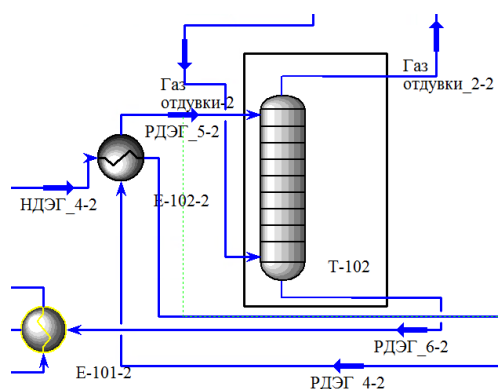 Газ
отдувки-2
Газ
отдувки_2-2
РДЭГ_5-2
НДЭГ_4-2
E-102-2
T-102
РДЭГ_6-2
E-101-2
РДЭГ_4-2